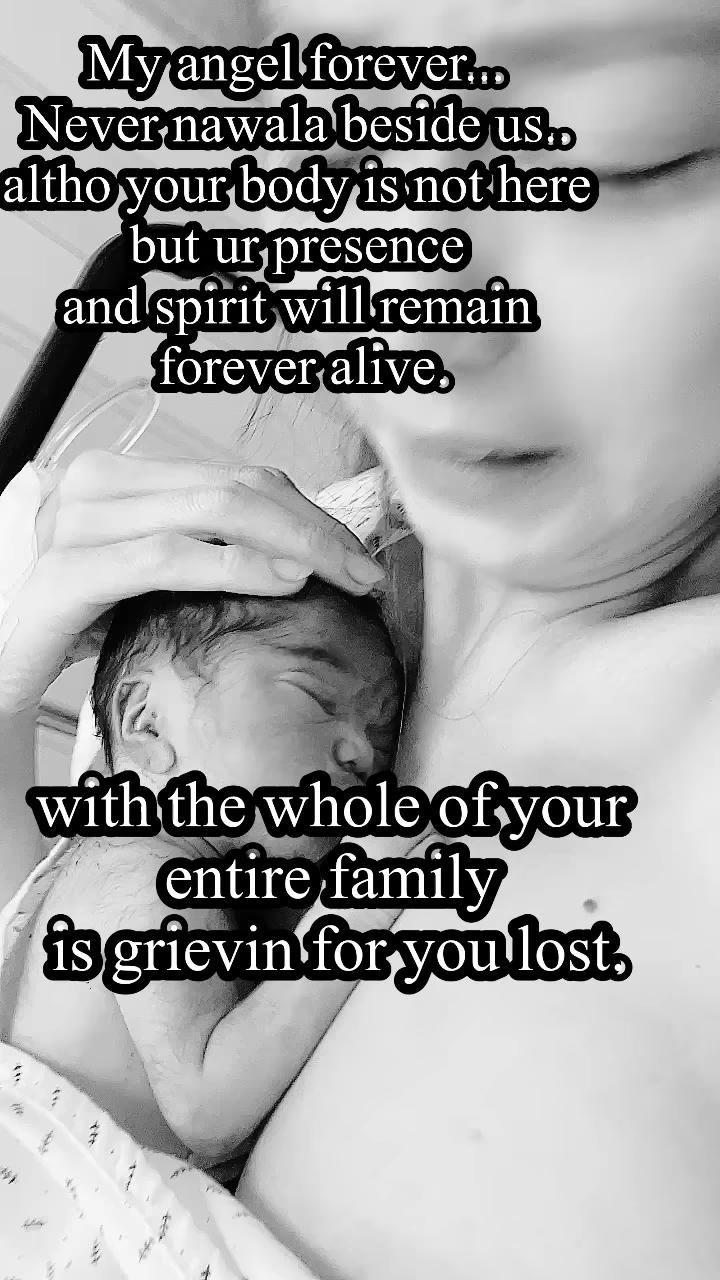 My angel forever...
Never nawala beside us..
altho your body is not here
but ur presence
and spirit will remain
forever alive.
with the whole of your
entire family
is grievin for you lost.